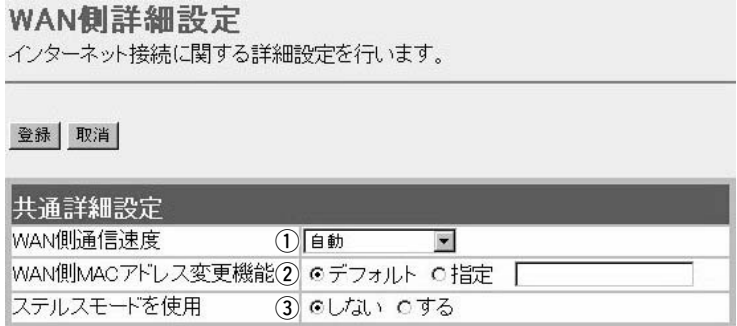 WAN側詳細設定
インターネット接続に関する詳細設定を行います。
登録 取消
共通詳細設定
WAN側通信速度 ① 自動
WAN側MACアドレス変更機能② デフォルト 指定
ステルスモードを使用 ③ しない する